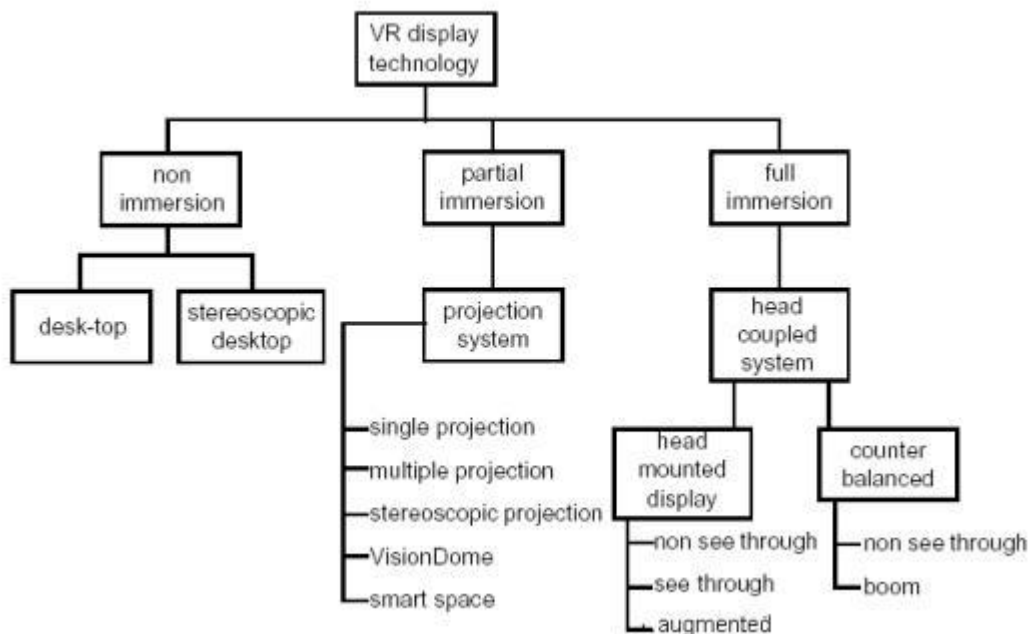 VR display
technology
non
immersion
partial
immersion
full
immersion
desk-top
stereoscopic
desktop
projection
system
head
coupled
system
single projection
multiple projection
stereoscopic projection
VisionDome
smart space
head
mounted
display
non see through
see through
augmented
counter
balanced
non see through
boom